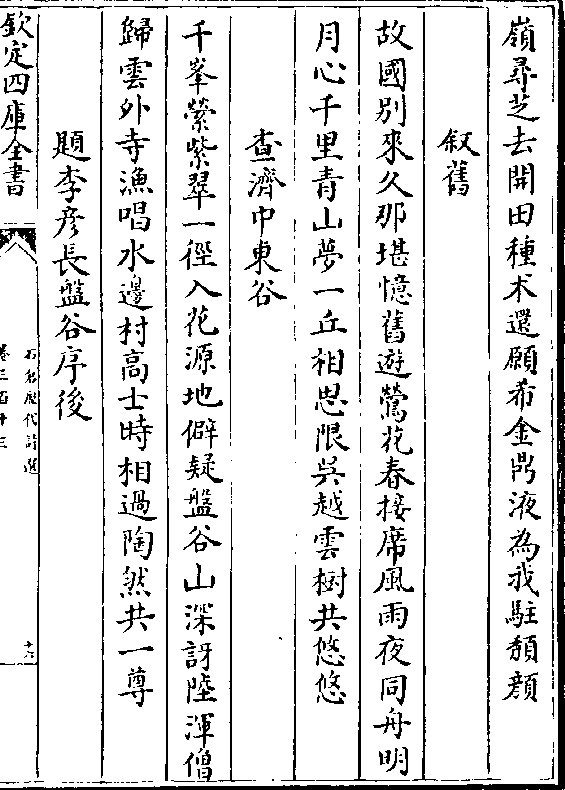 嶺尋芝去開田種术還願希金鼎液為我駐頽顔
叙舊
故國别來久那堪憶舊遊鶯花春接席風雨夜同舟明
月心千里青山夢一丘相思限吳越雲樹共悠悠
查濟中東谷
千峯縈紫翠一徑入花源地僻疑盤谷山深訝陸渾僧
歸雲外寺漁唱水邊村高士時相過陶然共一尊
題李彦長盤谷序後
欽定四庫全書
石倉歴代詩選
卷三百十三
十六